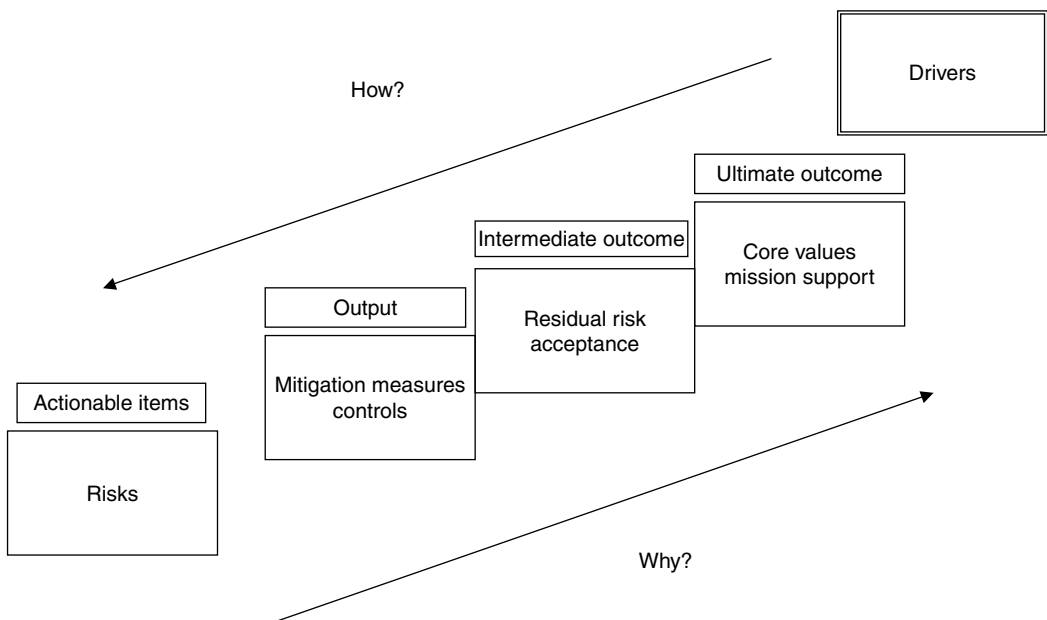 How?
Drivers
Ultimate outcome
Core values
mission support
Intermediate outcome
Residual risk
acceptance
Output
Mitigation measures
controls
Actionable items
Risks
Why?